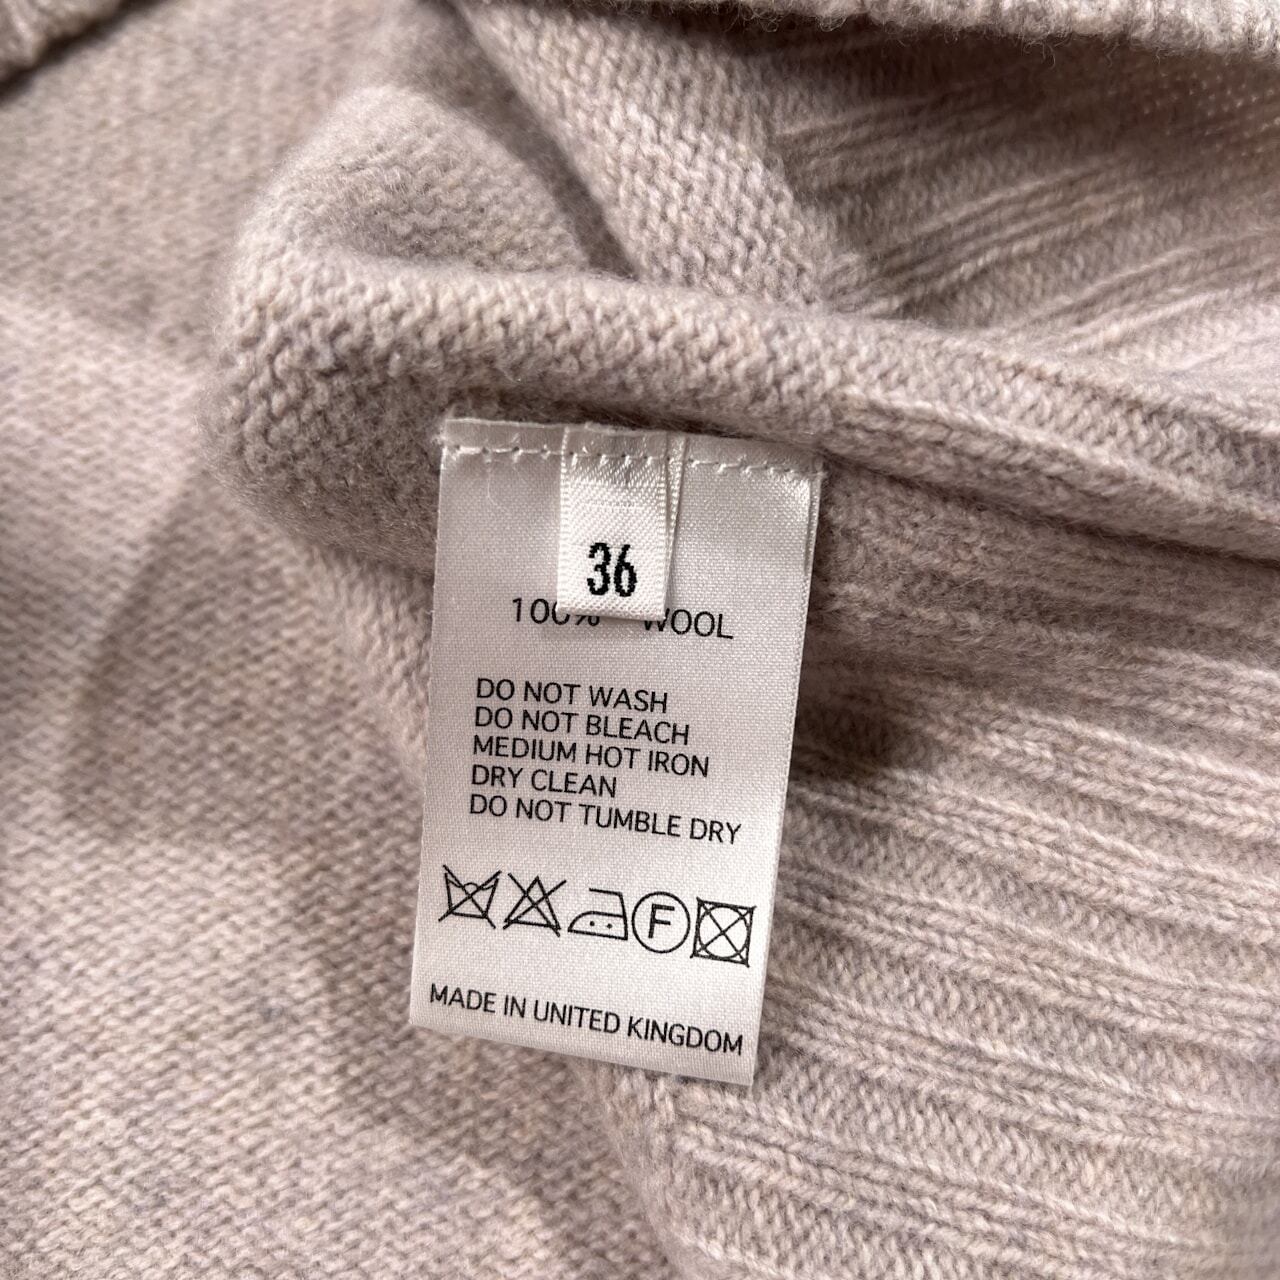 36
100% WOOL
DO NOT WASH
DO NOT BLEACH
MEDIUM HOT IRON
DRY CLEAN
DO NOT TUMBLE DRY
F
MADE IN UNITED KINGDOM